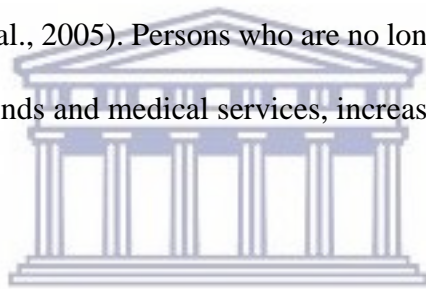 al., 2005). Persons who are no lon
nds and medical services, increas